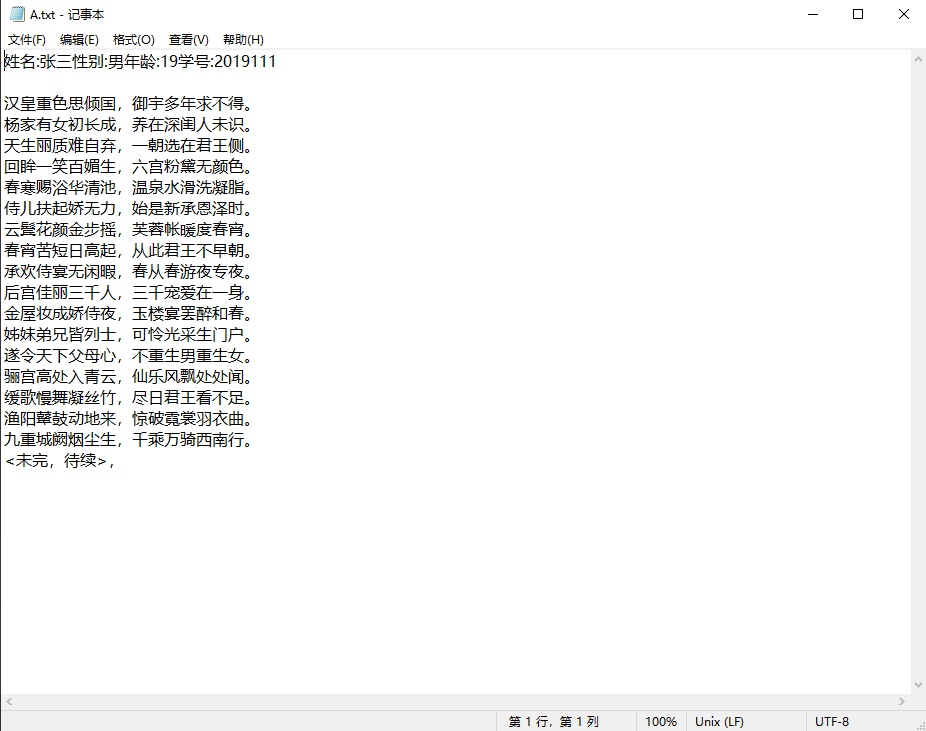 A.txt - 记事本
文件(F) 编辑(E) 格式(O) 查看(V) 帮助(H)
姓名:张三性别:男年龄:19学号:2019111
汉皇重色思倾国，御宇多年求不得。
杨家有女初长成，养在深闺人未识。
天生丽质难自弃，一朝选在君王侧。
回眸一笑百媚生，六宫粉黛无颜色。
春寒赐浴华清池，温泉水滑洗凝脂。
侍儿扶起娇无力，始是新承恩泽时。
云鬓花颜金步摇，芙蓉帐暖度春宵。
春宵苦短日高起，从此君王不早朝。
承欢侍宴无闲暇，春从春游夜专夜。
后宫佳丽三千人，三千宠爱在一身。
金屋妆成娇侍夜，玉楼宴罢醉和春。
姊妹弟兄皆列士，可怜光采生门户。
遂令天下父母心，不重生男重生女。
骊宫高处入青云，仙乐风飘处处闻。
缓歌慢舞凝丝竹，尽日君王看不足。
渔阳鼙鼓动地来，惊破霓裳羽衣曲。
九重城阙烟尘生，千乘万骑西南行。
<未完，待续>，
第 1 行，第 1 列 100% Unix (LF) UTF-8